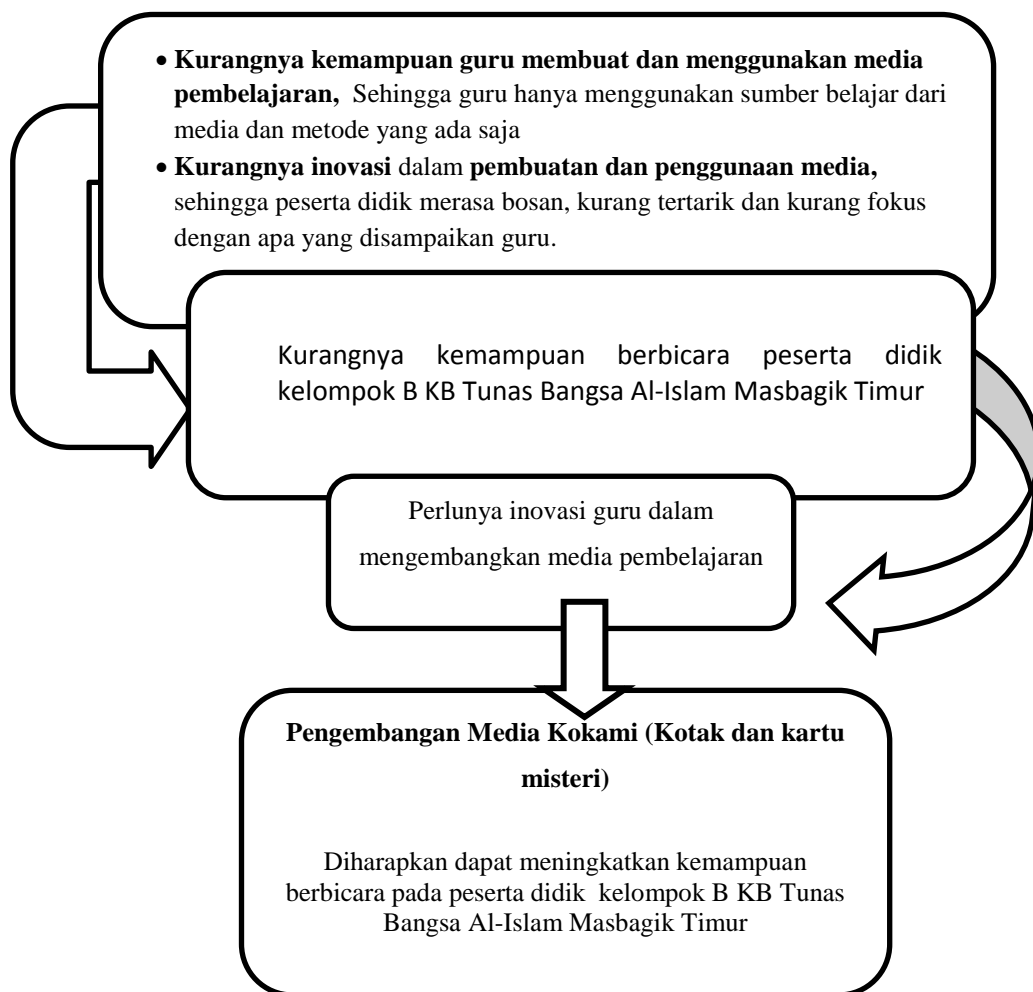 • Kurangnya kemampuan guru membuat dan menggunakan media
pembelajaran, Sehingga guru hanya menggunakan sumber belajar dari
media dan metode yang ada saja
• Kurangnya inovasi dalam pembuatan dan penggunaan media,
sehingga peserta didik merasa bosan, kurang tertarik dan kurang fokus
dengan apa yang disampaikan guru.
Kurangnya kemampuan berbicara peserta didik
kelompok B KB Tunas Bangsa Al-Islam Masbagik Timur
Perlunya inovasi guru dalam
mengembangkan media pembelajaran
Pengembangan Media Kokami (Kotak dan kartu
misteri)
Diharapkan dapat meningkatkan kemampuan
berbicara pada peserta didik kelompok B KB Tunas
Bangsa Al-Islam Masbagik Timur